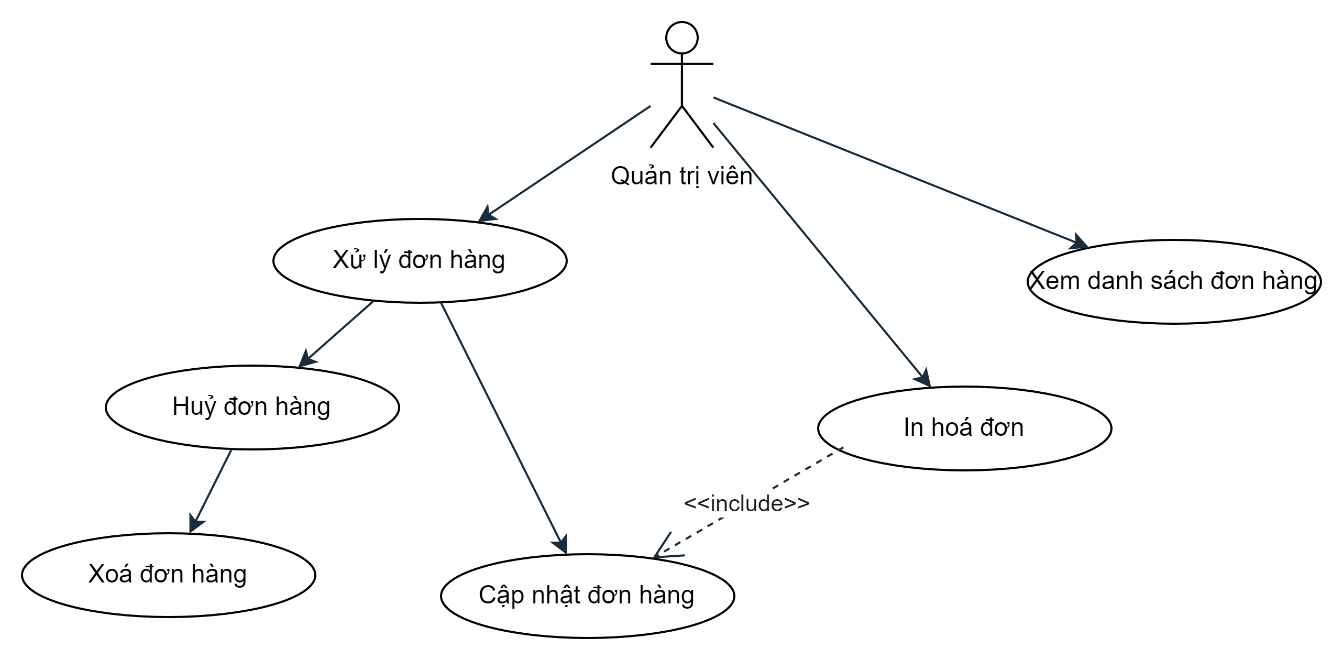 Quản trị viên
Xử lý đơn hàng
Xem danh sách đơn hàng
Huỷ đơn hàng
In hoá đơn
<<include>>
Xoá đơn hàng
Cập nhật đơn hàng